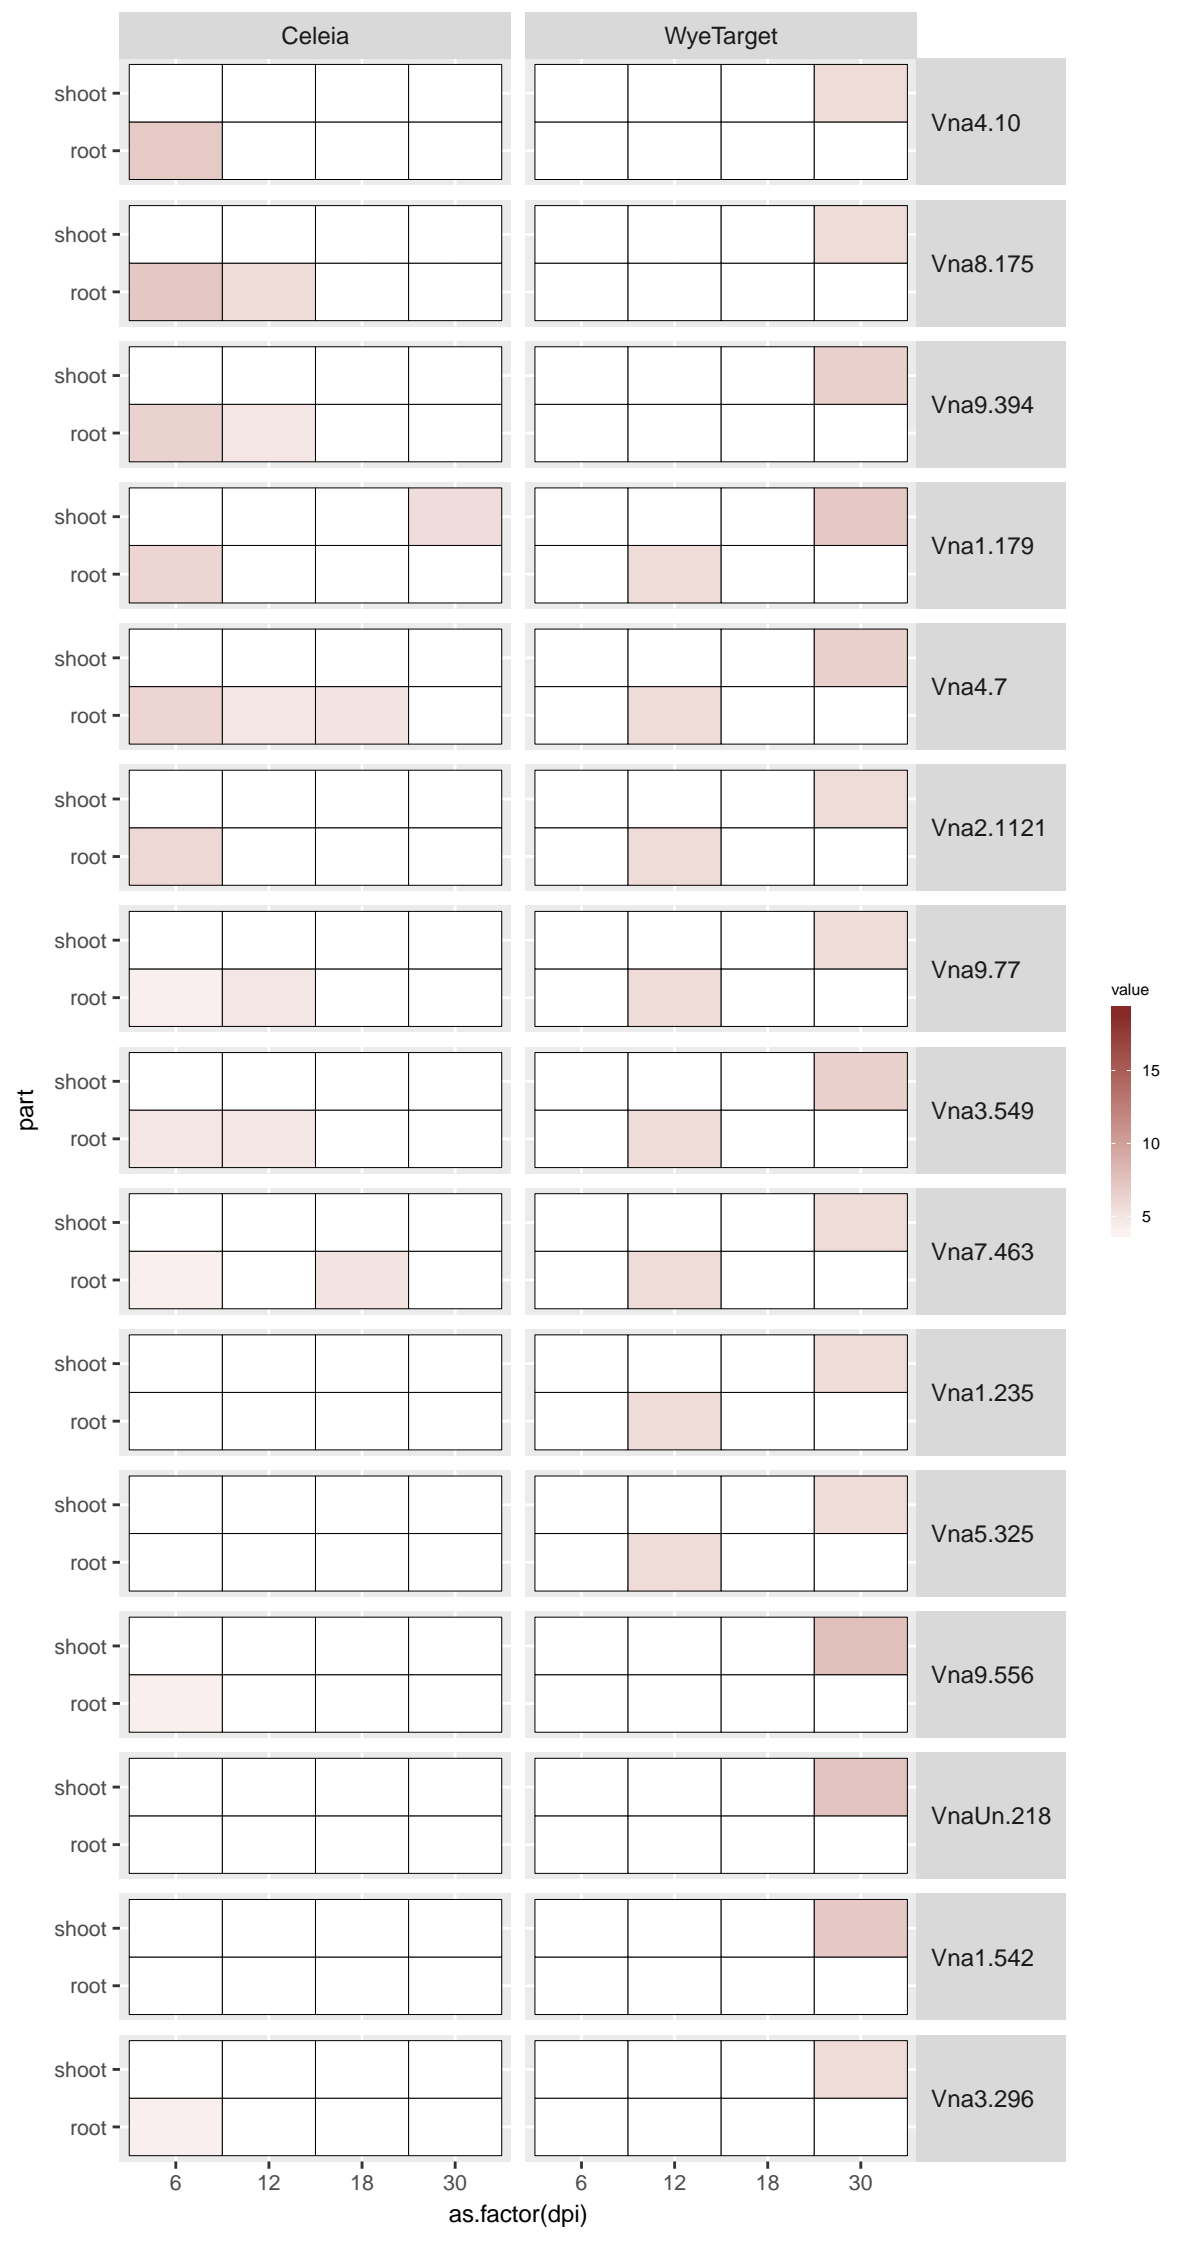 Celeia WyeTarget
shoot
root
Vna4.10
shoot
root
Vna8.175
shoot
root
Vna9.394
shoot
root
Vna1.179
shoot
root
Vna4.7
shoot
root
Vna2.1121
shoot
root
Vna9.77
shoot
root
Vna3.549
shoot
root
Vna7.463
shoot
root
Vna1.235
shoot
root
Vna5.325
shoot
root
Vna9.556
shoot
root
VnaUn.218
shoot
root
Vna1.542
shoot
root
Vna3.296
6 12 18 30 6 12 18 30
as.factor(dpi)
part
value
15
10
5